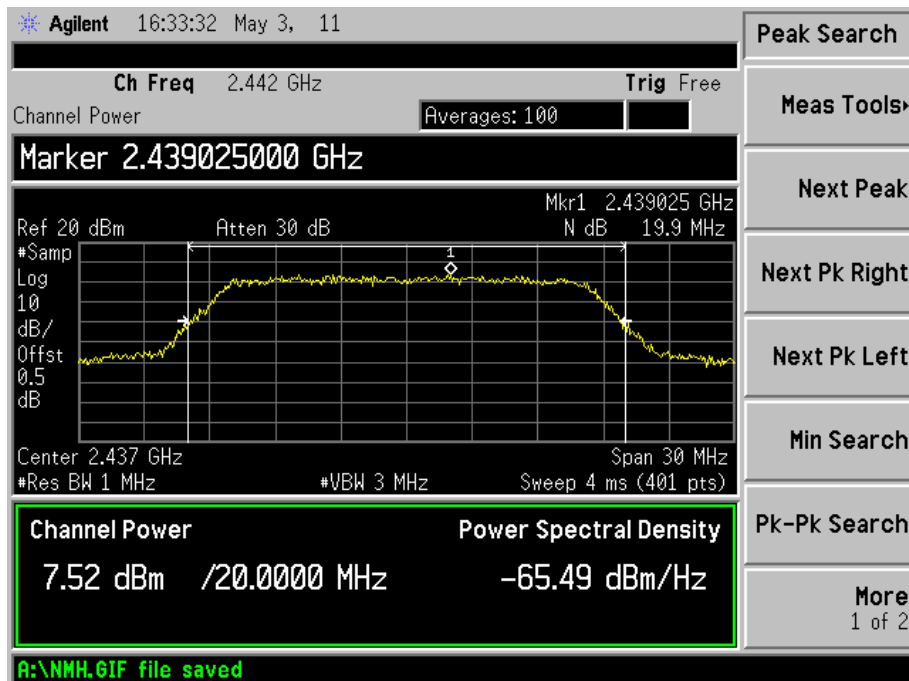 Agilent 16:33:32 May 3, 11
Peak Search
Ch Freq 2.442 GHz Trig Free
Channel Power Averages: 100
Meas Tools
Marker 2.439025000 GHz
Next Peak
Mkr1 2.439025 GHz
Ref 20 dBm Atten 30 dB N dB 19.9 MHz
#Samp
1
Log
10
dB/
Offst
0.5
dB
Next Pk Right
Next Pk Left
Min Search
Center 2.437 GHz Span 30 MHz
#Res BW 1 MHz #VBW 3 MHz Sweep 4 ms (401 pts)
Pk-Pk Search
Channel Power Power Spectral Density
7.52 dBm /20.0000 MHz -65.49 dBm/Hz
More
1 of 2
A:\NMH.GIF file saved